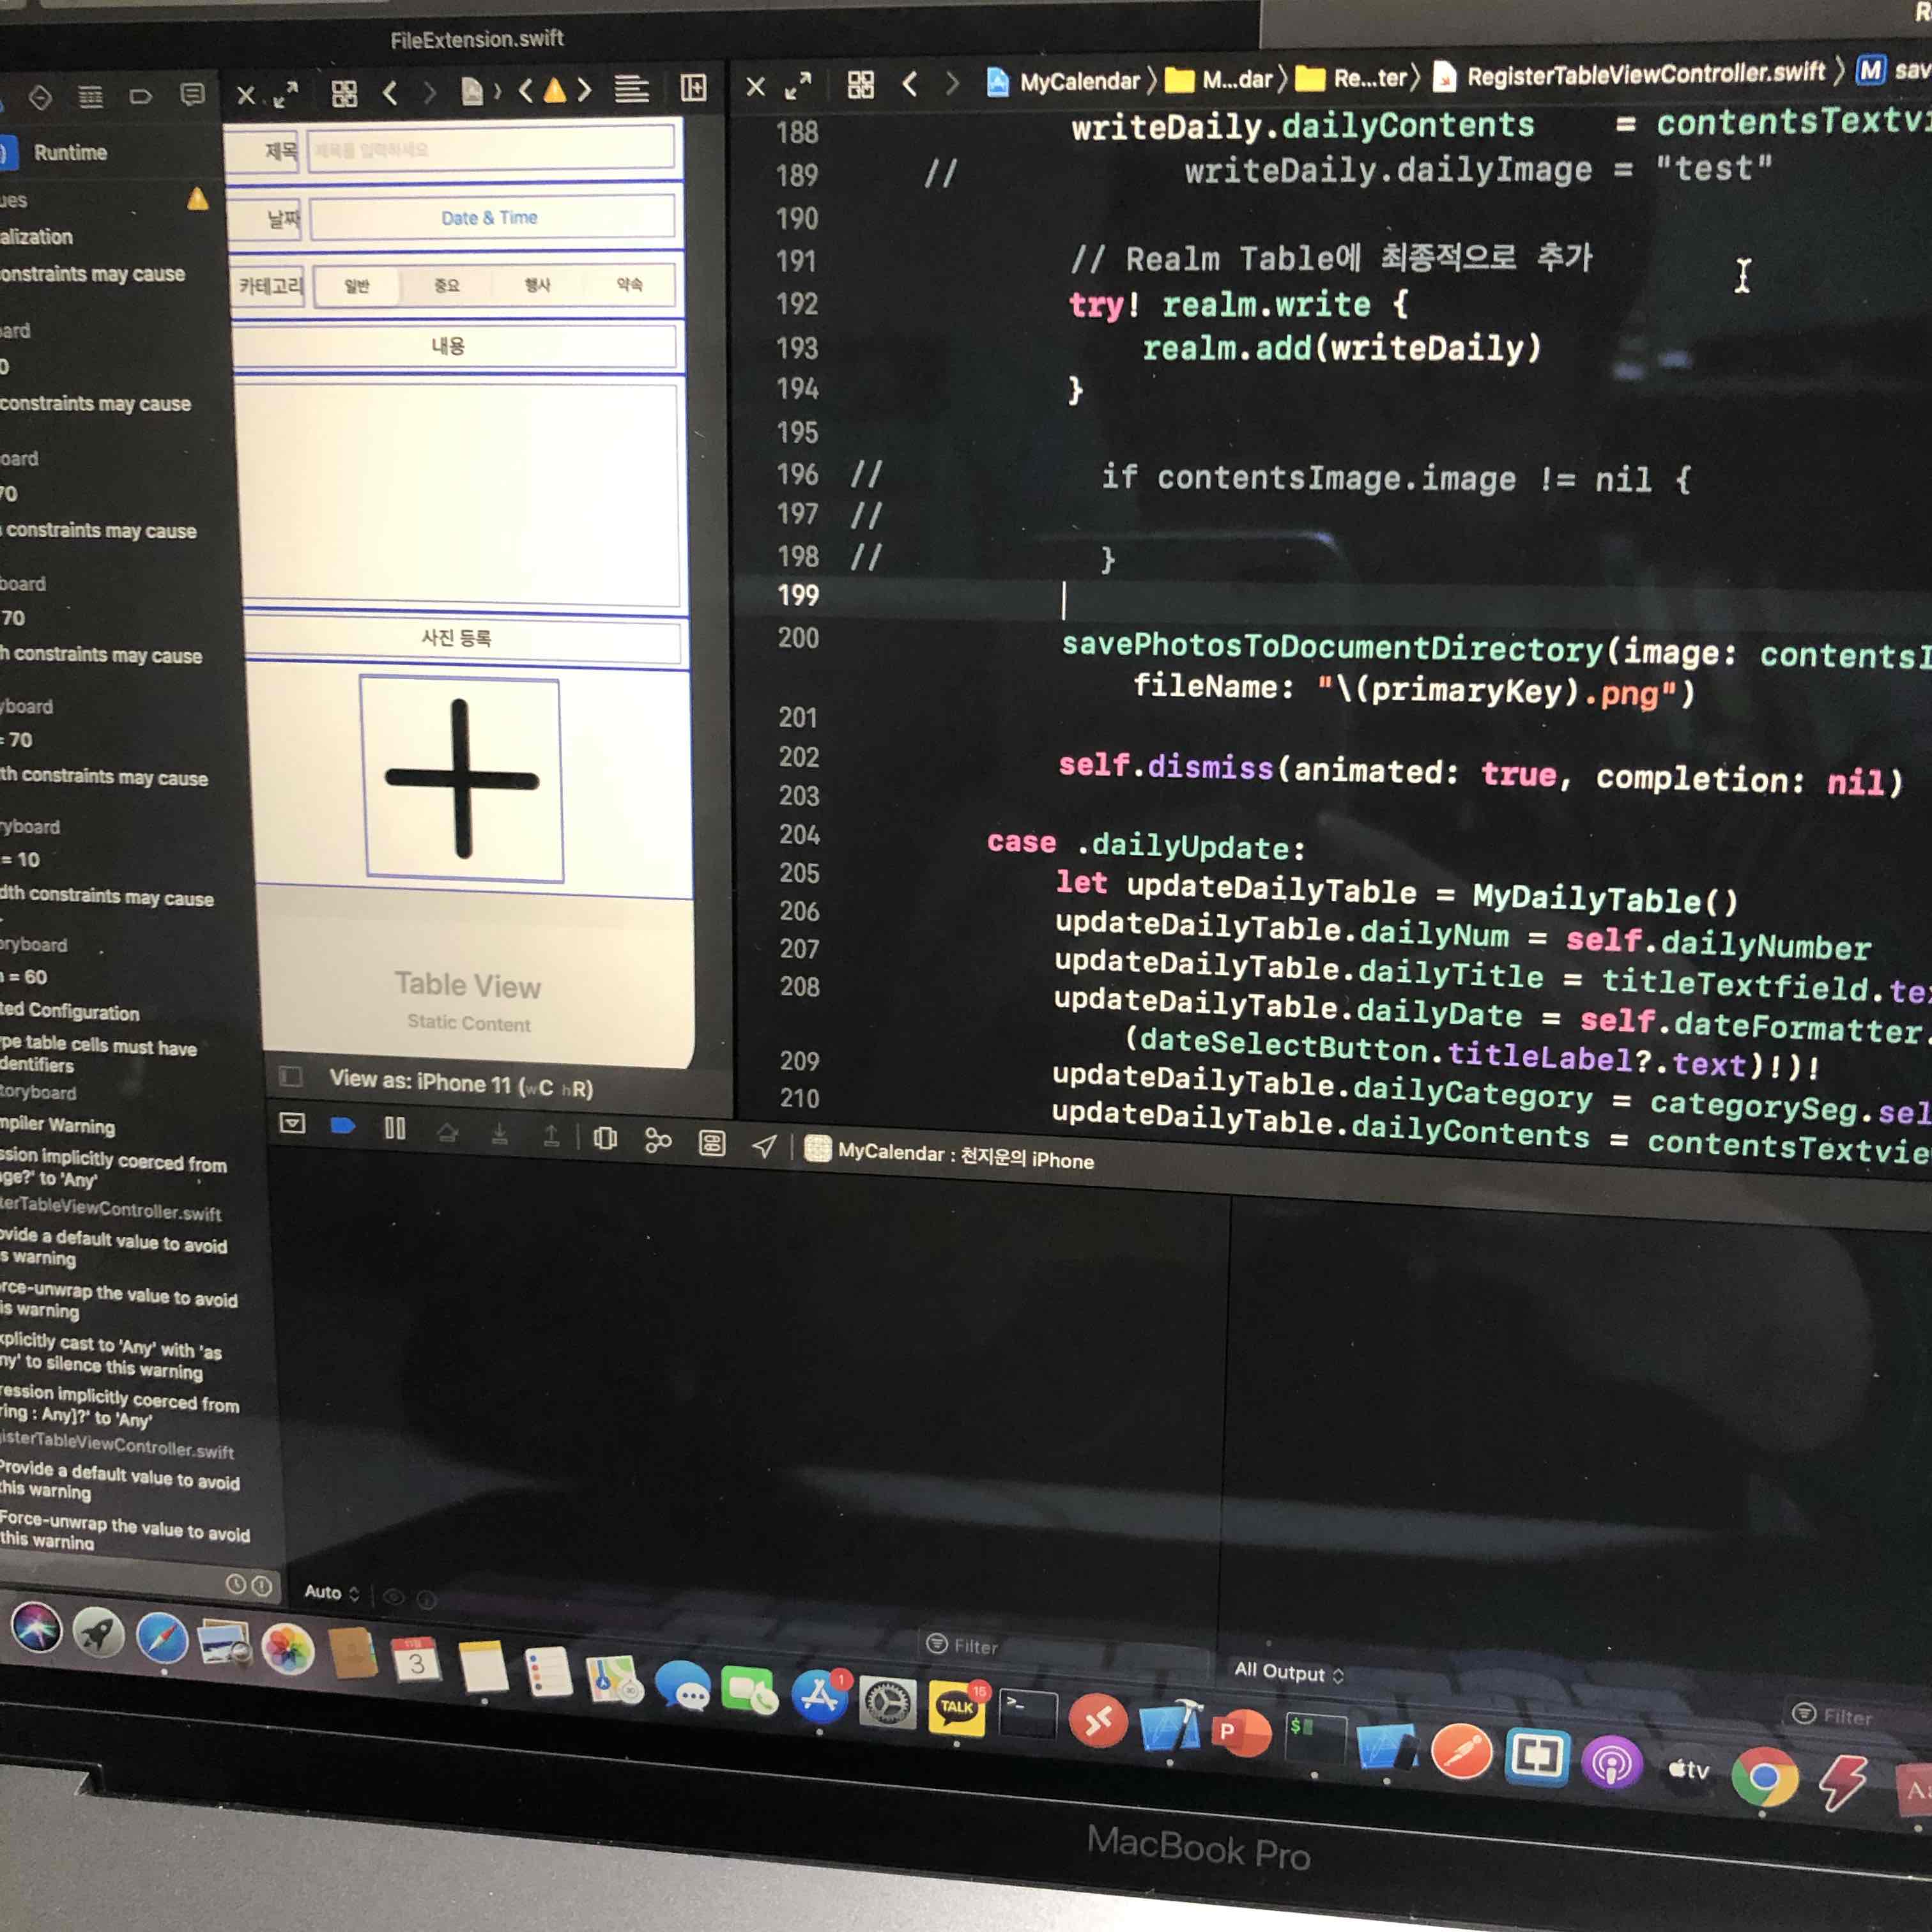 FileExtension.swift
MyCalendar
M...dar
Re...ter
RegisterTableViewController.swift
M
Runtime
alization
onstraints may cause
constraints may cause
70
constraints may cause
board
70
h constraints may cause
yboard
= 70
th constraints may cause
ryboard
= 10
dth constraints may cause
oryboard
= 60
ted Configuration
pe table cells must have
dentifiers
toryboard
mpiler Warning
ssion implicitly coerced from
ge?' to 'Any'
terTableViewController.swift
ovide a default value to avoid
s warning
rce-unwrap the value to avoid
is warning
xplicitly cast to 'Any' with 'as
ny' to silence this warning
ression implicitly coerced from
ring : Any]?' to 'Any'
isterTableViewController.swift
Provide a default value to avoid
this warning
Force-unwrap the value to avoid
this warning
제목 제목을 입력하세요
날짜 Date & Time
카테고리 일반 중요 행사 약속
내용
사진 등록
Table View
Static Content
View as: iPhone 11 (wC hR)
188 writeDaily.dailyContents = contentsTextvi
189 // writeDaily.dailyImage = "test"
190
191 // Realm Table에 최종적으로 추가
192 try! realm.write {
193 realm.add(writeDaily)
194 }
195
196 // if contentsImage.image != nil {
197 //
198 // }
199
200 savePhotosToDocumentDirectory(image: contentsI
fileName: "\(primaryKey).png")
201
202 self.dismiss(animated: true, completion: nil)
203
204 case .dailyUpdate:
205 let updateDailyTable = MyDailyTable()
206 updateDailyTable.dailyNum = self.dailyNumber
207 updateDailyTable.dailyTitle = titleTextfield.te
208 updateDailyTable.dailyDate = self.dateFormatter.
(dateSelectButton.titleLabel?.text)!)!
209 updateDailyTable.dailyCategory = categorySeg.sel
210 updateDailyTable.dailyContents = contentsTextvie
MyCalendar : 천지운의 iPhone
Auto
Filter
All Output
Filter
3
1
TALK
15
P
tv
MacBook Pro